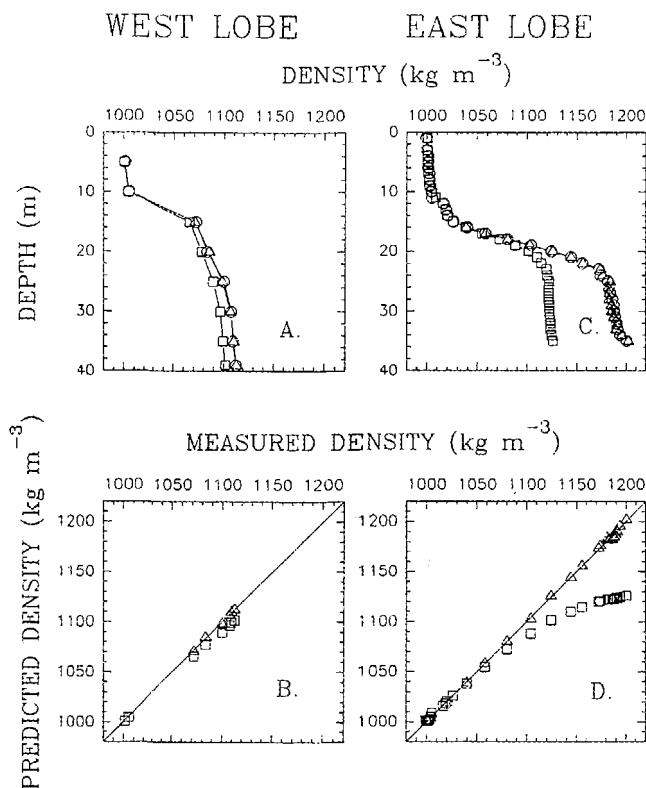 WEST LOBE EAST LOBE
DENSITY (kg m⁻³)
1000 1050 1100 1150 1200 1000 1050 1100 1150 1200
DEPTH (m)
0 0
10 10
20 20
30 30
40 40
A. C.
MEASURED DENSITY (kg m⁻³)
1000 1050 1100 1150 1200 1000 1050 1100 1150 1200
PREDICTED DENSITY (kg m⁻³)
1200 1200
1150 1150
1100 1100
1050 1050
1000 1000
B. D.